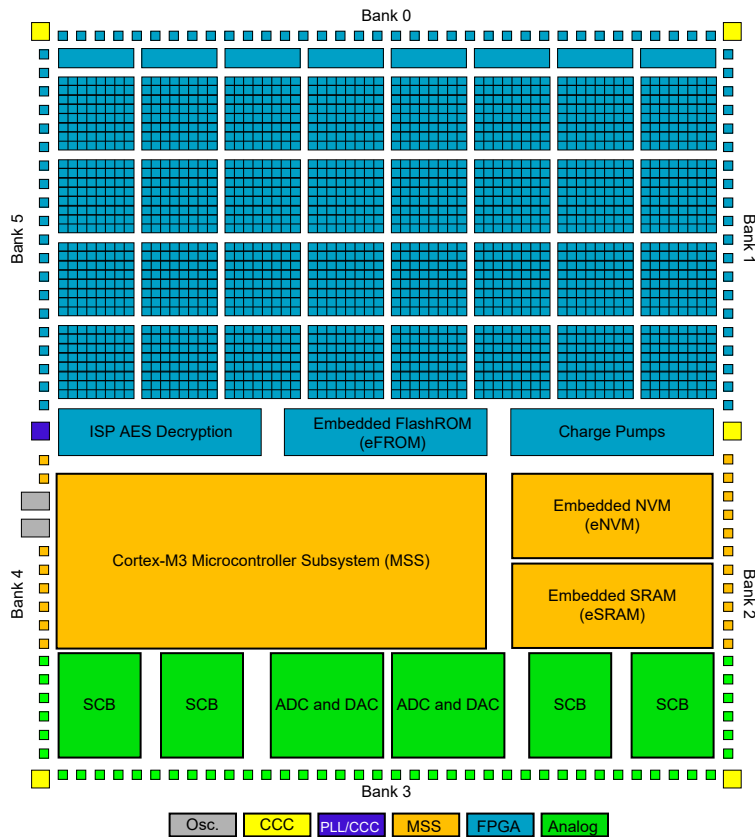 Bank 0
Bank 5
Bank 1
ISP AES Decryption
Embedded FlashROM
(eFROM)
Charge Pumps
Cortex-M3 Microcontroller Subsystem (MSS)
Embedded NVM
(eNVM)
Embedded SRAM
(eSRAM)
Bank 4
Bank 2
SCB
SCB
ADC and DAC
ADC and DAC
SCB
SCB
Bank 3
Osc.
CCC
PLL/CCC
MSS
FPGA
Analog